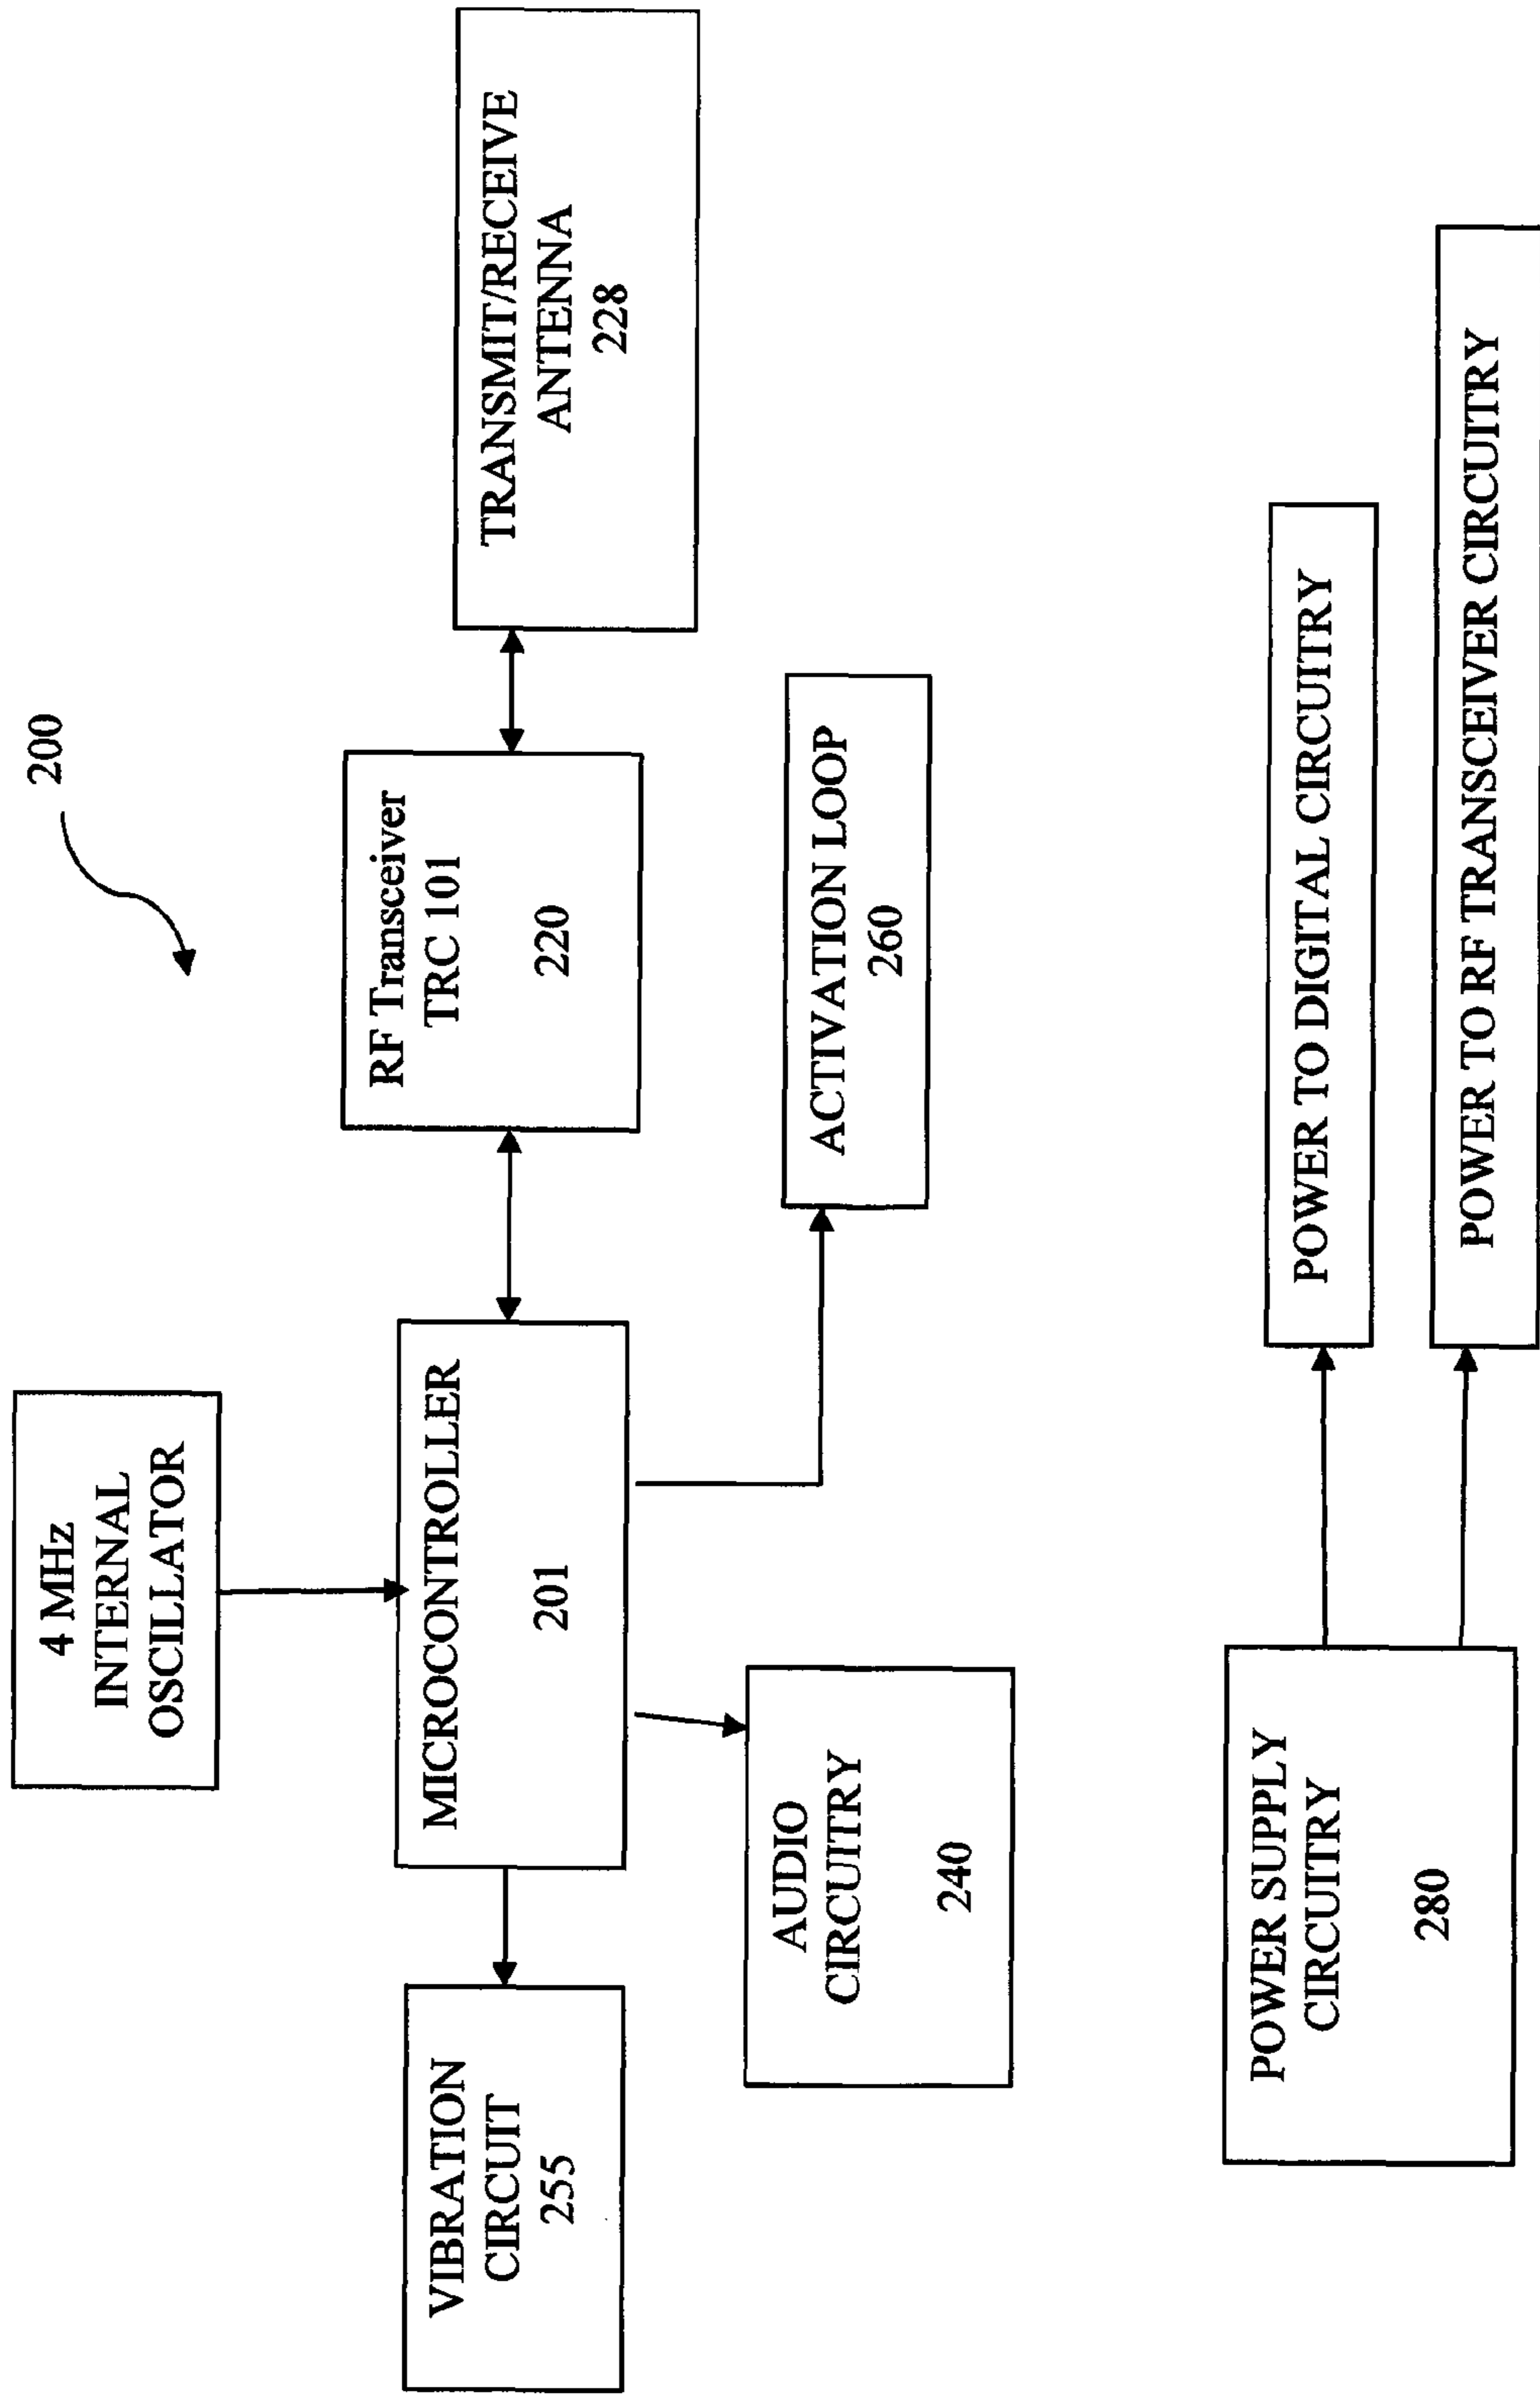 200
4 MHz
INTERNAL
OSCILLATOR
VIBRATION
CIRCUIT
255
MICROCONTROLLER
201
RF Transceiver
TRC 101
220
TRANSMIT/RECEIVE
ANTENNA
228
AUDIO
CIRCUITRY
240
ACTIVATION LOOP
260
POWER SUPPLY
CIRCUITRY
280
POWER TO DIGITAL CIRCUITRY
POWER TO RF TRANSCEIVER CIRCUITRY